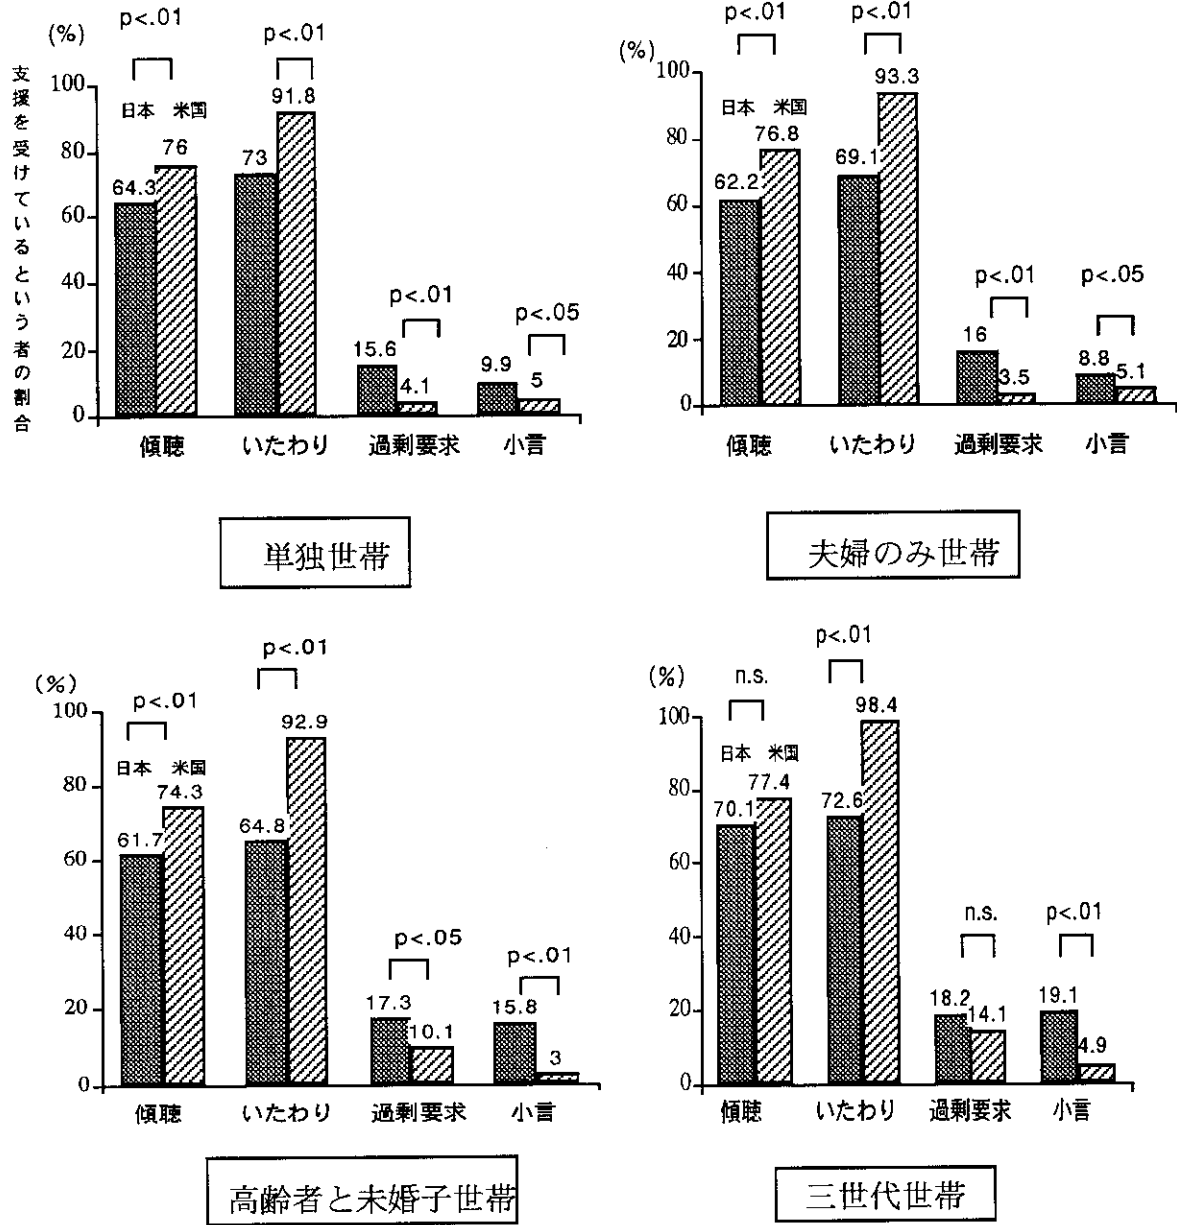 支援を受けているという者の割合
(%)
p<.01
p<.01
100
80
60
40
20
0
日本 米国
64.3
76
73
91.8
p<.01
15.6
4.1
p<.05
9.9
5
傾聴 いたわり 過剰要求 小言
単独世帯
(%)
p<.01
p<.01
100
80
60
40
20
0
日本 米国
62.2
76.8
69.1
93.3
p<.01
16
3.5
p<.05
8.8
5.1
傾聴 いたわり 過剰要求 小言
夫婦のみ世帯
(%)
p<.01
p<.01
100
80
60
40
20
0
日本 米国
61.7
74.3
64.8
92.9
p<.05
17.3
10.1
p<.01
15.8
3
傾聴 いたわり 過剰要求 小言
高齢者と未婚子世帯
(%)
n.s.
p<.01
100
80
60
40
20
0
日本 米国
70.1
77.4
72.6
98.4
n.s.
18.2
14.1
p<.01
19.1
4.9
傾聴 いたわり 過剰要求 小言
三世代世帯